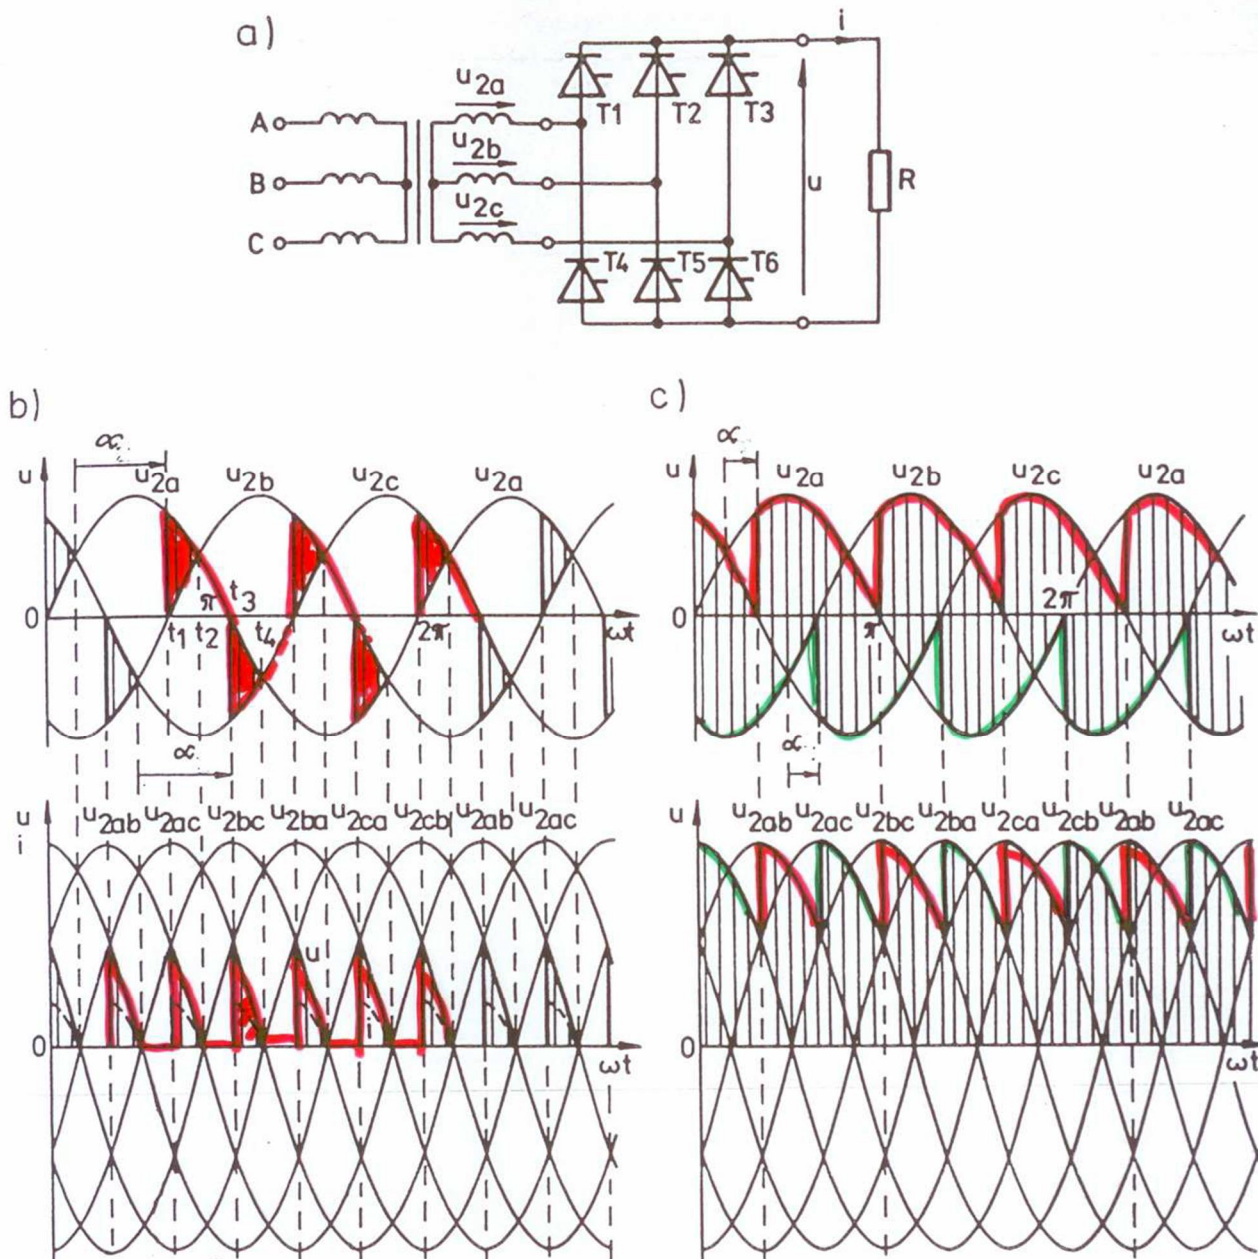 a)
i
u2a
A
T1 T2 T3
u2b
B
u
R
u2c
C
T4 T5 T6
b)
α
u
u2a u2b u2c u2a
0
π t3
t1 t2 t4 2π ωt
α
u
i
u2ab u2ac u2bc u2ba u2ca u2cb u2ab u2ac
u
i
0
ωt
c)
α
u
u2a u2b u2c u2a
0
2π
π
ωt
α
u
u2ab u2ac u2bc u2ba u2ca u2cb u2ab u2ac
0
ωt